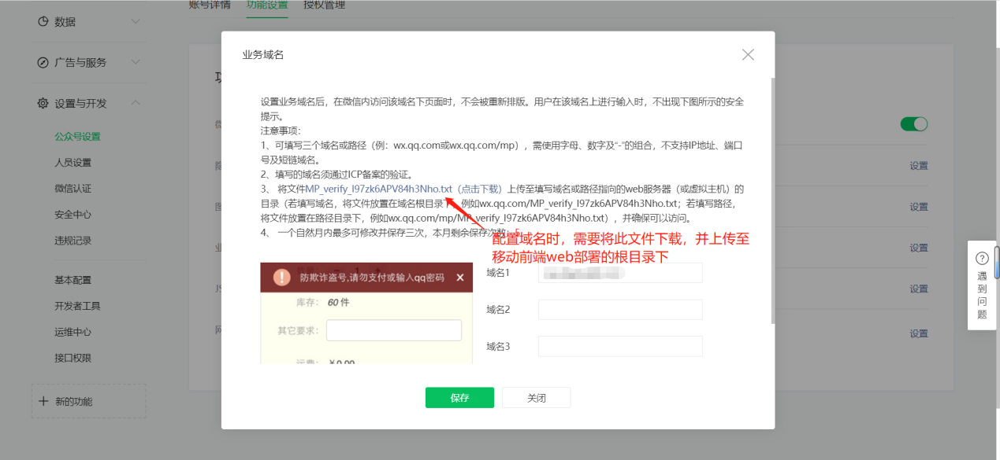 账号详情 功能设置 授权管理
数据
广告与服务
设置与开发
公众号设置
人员设置
微信认证
安全中心
违规记录
基本配置
开发者工具
运维中心
接口权限
新的功能
业务域名
设置业务域名后，在微信内访问该域名下页面时，不会被重新排版。用户在该域名上进行输入时，不出现下图所示的安全
提示。
注意事项:
1、可填写三个域名或路径（例：wx.qq.com或wx.qq.com/mp），需使用字母、数字及“-”的组合，不支持IP地址、端口
号及短链域名。
2、填写的域名须通过ICP备案的验证。
3、 将文件MP_verify_I97zk6APV84h3Nho.txt（点击下载）上传至填写域名或路径指向的web服务器（或虚拟主机）的
目录（若填写域名，将文件放置在域名根目录下，例如wx.qq.com/MP_verify_I97zk6APV84h3Nho.txt；若填写路径，
将文件放置在路径目录下，例如wx.qq.com/mp/MP_verify_I97zk6APV84h3Nho.txt），并确保可以访问。
4、 一个自然月内最多可修改并保存三次，本月剩余保存次数：
配置域名时，需要将此文件下载，并上传至
移动前端web部署的根目录下
防欺诈盗号,请勿支付或输入qq密码
库存: 60 件
其它要求:
运费: ￥0.00
域名1
域名2
域名3
保存 关闭
设置
设置
设置
设置
设置
遇到问题